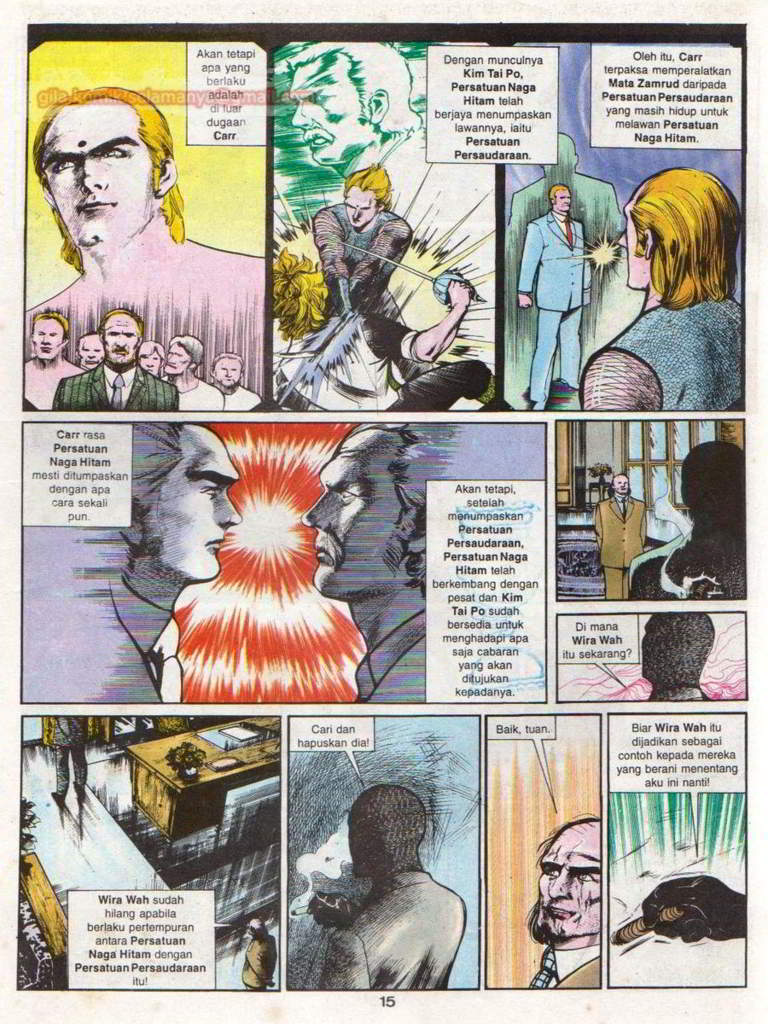 Akan tetapi
apa yang
berlaku
adalah
di luar
dugaan
Carr.
Dengan munculnya
Kim Tai Po,
Persatuan Naga
Hitam telah
berjaya menumpaskan
lawannya, iaitu
Persatuan
Persaudaraan.
Oleh itu, Carr
terpaksa memperalatkan
Mata Zamrud daripada
Persatuan Persaudaraan
yang masih hidup untuk
melawan Persatuan
Naga Hitam.
Carr rasa
Persatuan
Naga Hitam
mesti ditumpaskan
dengan apa
cara sekali
pun.
Akan tetapi,
setelah
menumpaskan
Persatuan
Persaudaraan,
Persatuan Naga
Hitam telah
berkembang dengan
pesat dan Kim
Tai Po sudah
bersedia untuk
menghadapi apa
saja cabaran
yang akan
ditujukan
kepadanya.
Di mana
Wira Wah
itu sekarang?
Wira Wah sudah
hilang apabila
berlaku pertempuran
antara Persatuan
Naga Hitam dengan
Persatuan Persaudaraan
itu!
Cari dan
hapuskan dia!
Baik, tuan.
Biar Wira Wah itu
dijadikan sebagai
contoh kepada mereka
yang berani menentang
aku ini nanti!
15